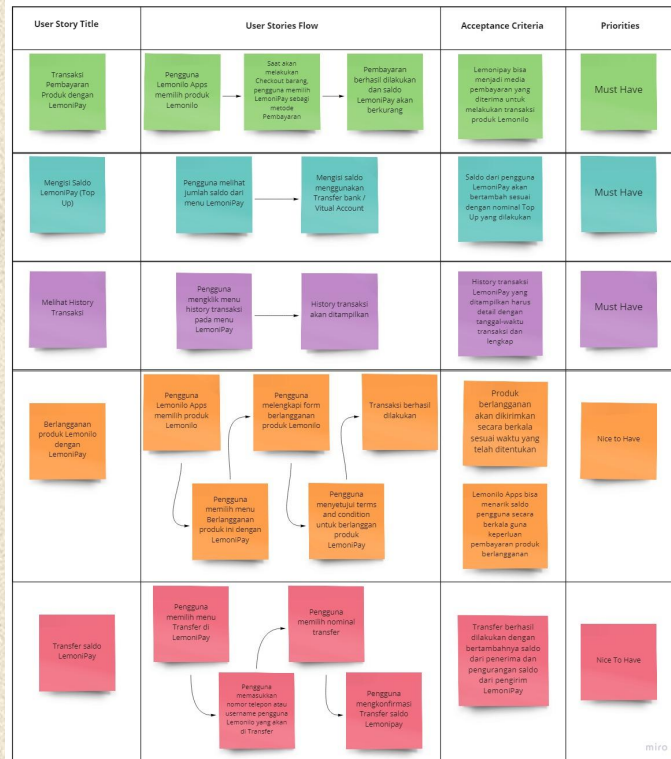 User Story Title
User Stories Flow
Acceptance Criteria
Priorities
Transaksi
Pembayaran
Produk dengan
LemoniPay
Pengguna
Lemonilo Apps
memilih produk
Lemonilo
Saat akan
melakukan
Checkout barang,
pengguna memilih
LemoniPay sebagai
metode
Pembayaran
Pembayaran
berhasil dilakukan
dan saldo
LemoniPay akan
berkurang
Lemonipay bisa
menjadi media
pembayaran yang
diterima untuk
melakukan transaksi
produk Lemonilo
Must Have
Mengisi Saldo
LemoniPay (Top
Up)
Pengguna melihat
jumlah saldo dari
menu LemoniPay
Mengisi saldo
menggunakan
Transfer bank /
Vitual Account
Saldo dari pengguna
LemoniPay akan
bertambah sesuai
dengan nominal Top
Up yang dilakukan
Must Have
Melihat History
Transaksi
Pengguna
mengklik menu
history transaksi
pada menu
LemoniPay
History transaksi
akan ditampilkan
History transaksi
LemoniPay yang
ditampilkan harus
detail dengan
tanggal-waktu
transaksi dan
lengkap
Must Have
Berlangganan
produk Lemonilo
dengan
LemoniPay
Pengguna
Lemonilo Apps
memilih produk
Lemonilo
Pengguna
memilih menu
Berlangganan
produk ini dengan
LemoniPay
Pengguna
melengkapi form
berlangganan
produk Lemonilo
Pengguna
menyetujui terms
and condition
untuk berlanggan
produk
LemoniPay
Transaksi berhasil
dilakukan
Produk
berlangganan
akan dikirimkan
secara berkala
sesuai waktu yang
telah ditentukan
Lemonilo Apps bisa
menarik saldo
pengguna secara
berkala guna
keperluan
pembayaran produk
berlangganan
Nice to Have
Transfer saldo
LemoniPay
Pengguna
memilih menu
Transfer di
LemoniPay
Pengguna
memasukkan
nomor telepon atau
username pengguna
Lemonilo yang akan
di Transfer
Pengguna
memilih nominal
transfer
Pengguna
mengkonfirmasi
Transfer saldo
Lemonipay
Transfer berhasil
dilakukan dengan
bertambahnya saldo
dari penerima dan
pengurangan saldo
dari pengirim
LemoniPay
Nice To Have
miro